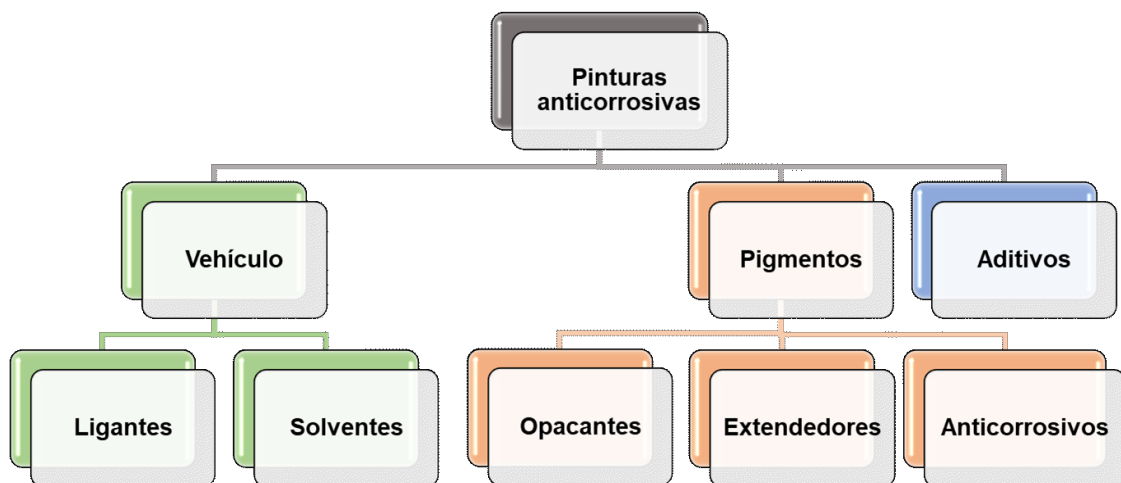 Pinturas
anticorrosivas
Vehículo
Pigmentos
Aditivos
Ligantes
Solventes
Opacantes
Extendedores
Anticorrosivos